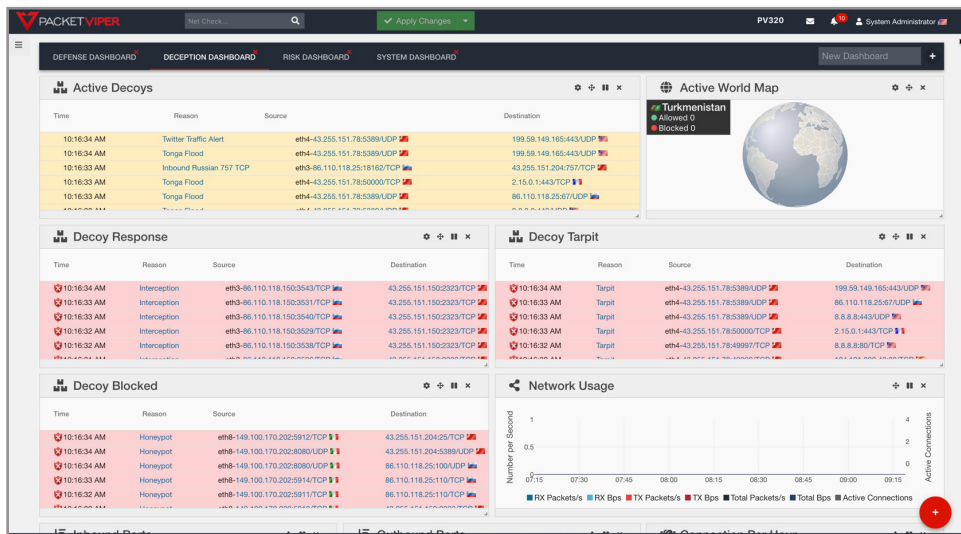 PACKETVIPER Net Check... Apply Changes PV320 10 System Administrator
DEFENSE DASHBOARD DECEPTION DASHBOARD RISK DASHBOARD SYSTEM DASHBOARD New Dashboard +
Active Decoys
Time Reason Source Destination
10:16:34 AM Twitter Traffic Alert eth4-43.255.151.78:5389/UDP 199.59.149.165:443/UDP
10:16:34 AM Tonga Flood eth4-43.255.151.78:5389/UDP 199.59.149.165:443/UDP
10:16:33 AM Inbound Russian 757 TCP eth3-86.110.118.25:18162/TCP 43.255.151.204:757/TCP
10:16:33 AM Tonga Flood eth4-43.255.151.78:50000/TCP 2.15.0.1:443/TCP
10:16:33 AM Tonga Flood eth4-43.255.151.78:5389/UDP 86.110.118.25:67/UDP
Active World Map
Turkmenistan
Allowed 0
Blocked 0
Decoy Response
Time Reason Source Destination
10:16:34 AM Interception eth3-86.110.118.150:3543/TCP 43.255.151.150:2323/TCP
10:16:33 AM Interception eth3-86.110.118.150:3531/TCP 43.255.151.150:2323/TCP
10:16:33 AM Interception eth3-86.110.118.150:3540/TCP 43.255.151.150:2323/TCP
10:16:32 AM Interception eth3-86.110.118.150:3529/TCP 43.255.151.150:2323/TCP
10:16:32 AM Interception eth3-86.110.118.150:3538/TCP 43.255.151.150:2323/TCP
Decoy Tarpit
Time Reason Source Destination
10:16:34 AM Tarpit eth4-43.255.151.78:5389/UDP 199.59.149.165:443/UDP
10:16:33 AM Tarpit eth4-43.255.151.78:5389/UDP 86.110.118.25:67/UDP
10:16:33 AM Tarpit eth4-43.255.151.78:5389/UDP 8.8.8.8:443/UDP
10:16:33 AM Tarpit eth4-43.255.151.78:50000/TCP 2.15.0.1:443/TCP
10:16:32 AM Tarpit eth4-43.255.151.78:49997/TCP 8.8.8.8:80/TCP
Decoy Blocked
Time Reason Source Destination
10:16:34 AM Honeypot eth8-149.100.170.202:5912/TCP 43.255.151.204:25/TCP
10:16:34 AM Honeypot eth8-149.100.170.202:8080/UDP 43.255.151.204:5389/UDP
10:16:34 AM Honeypot eth8-149.100.170.202:8080/UDP 86.110.118.25:100/UDP
10:16:33 AM Honeypot eth8-149.100.170.202:5914/TCP 86.110.118.25:110/TCP
10:16:32 AM Honeypot eth8-149.100.170.202:5911/TCP 86.110.118.25:110/TCP
Network Usage
Number per Second
1
0.5
0
4
2
0
Active Connections
07:15 07:30 07:45 08:00 08:15 08:30 08:45 09:00 09:15
RX Packets/s RX Bps TX Packets/s TX Bps Total Packets/s Total Bps Active Connections
+
Inbound Ports Outbound Ports Connection Per Hour